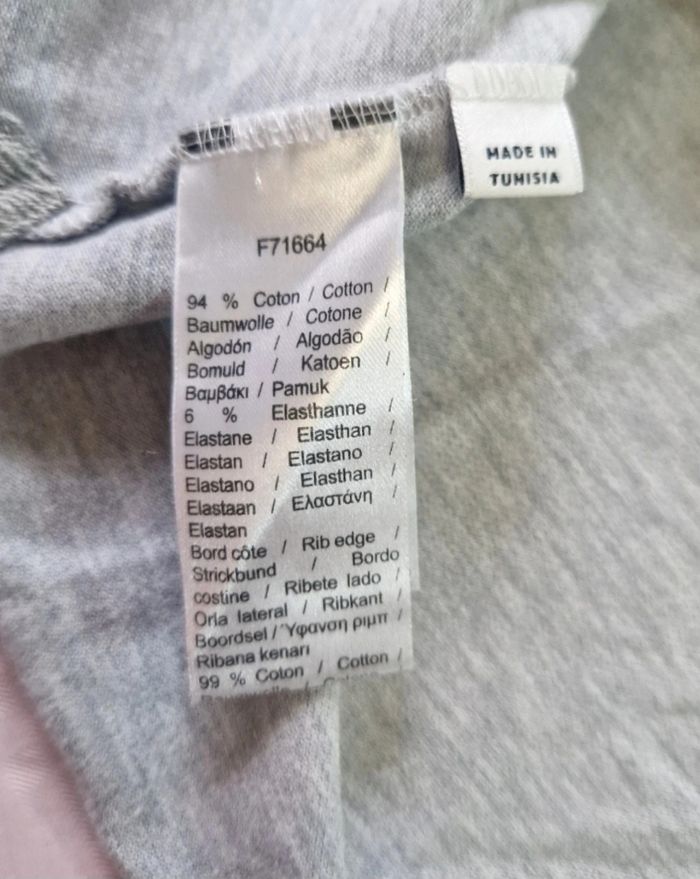 MADE IN
TUNISIA
F71664
94 % Coton / Cotton /
Baumwolle / Cotone /
Algodón / Algodão /
Bomuld / Katoen /
Βαμβάκι / Pamuk
6 % Elasthanne /
Elastane / Elasthan /
Elastan / Elastano /
Elastano / Elasthan /
Elastaan / Ελαστάνη /
Elastan
Bord côte / Rib edge /
Strickbund / Bordo
costine / Ribete lado /
Orla lateral / Ribkant /
Boordsel / Ύφανση ριμπ /
Ribana kenarı
99 % Coton / Cotton /